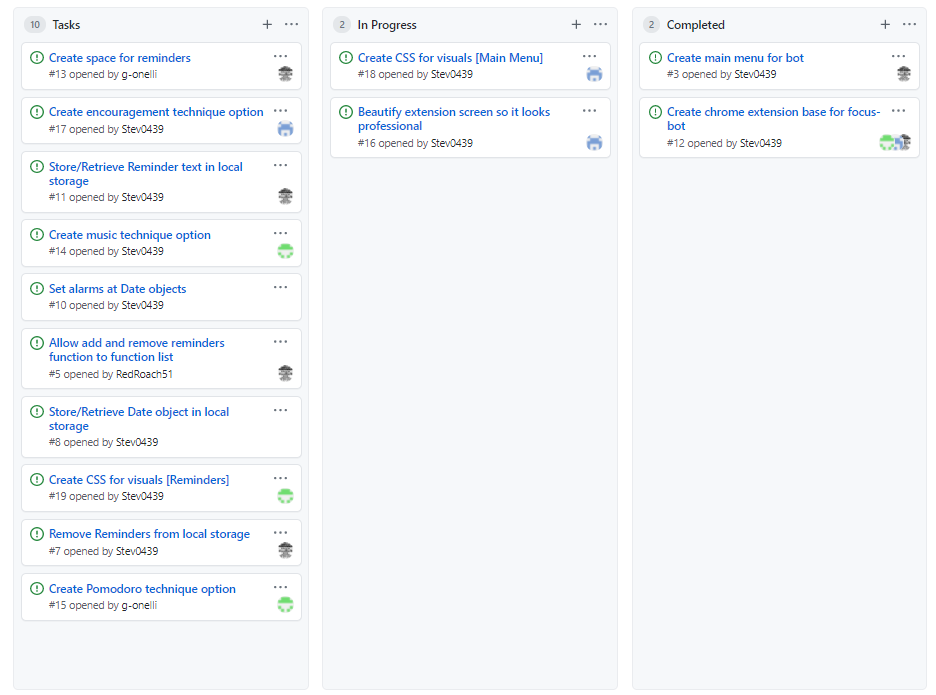 10 Tasks
Create space for reminders
#13 opened by g-onelli
Create encouragement technique option
#17 opened by Stev0439
Store/Retrieve Reminder text in local
storage
#11 opened by Stev0439
Create music technique option
#14 opened by Stev0439
Set alarms at Date objects
#10 opened by Stev0439
Allow add and remove reminders
function to function list
#5 opened by RedRoach51
Store/Retrieve Date object in local
storage
#8 opened by Stev0439
Create CSS for visuals [Reminders]
#19 opened by Stev0439
Remove Reminders from local storage
#7 opened by Stev0439
Create Pomodoro technique option
#15 opened by g-onelli
2 In Progress
Create CSS for visuals [Main Menu]
#18 opened by Stev0439
Beautify extension screen so it looks
professional
#16 opened by Stev0439
2 Completed
Create main menu for bot
#3 opened by Stev0439
Create chrome extension base for focus-
bot
#12 opened by Stev0439